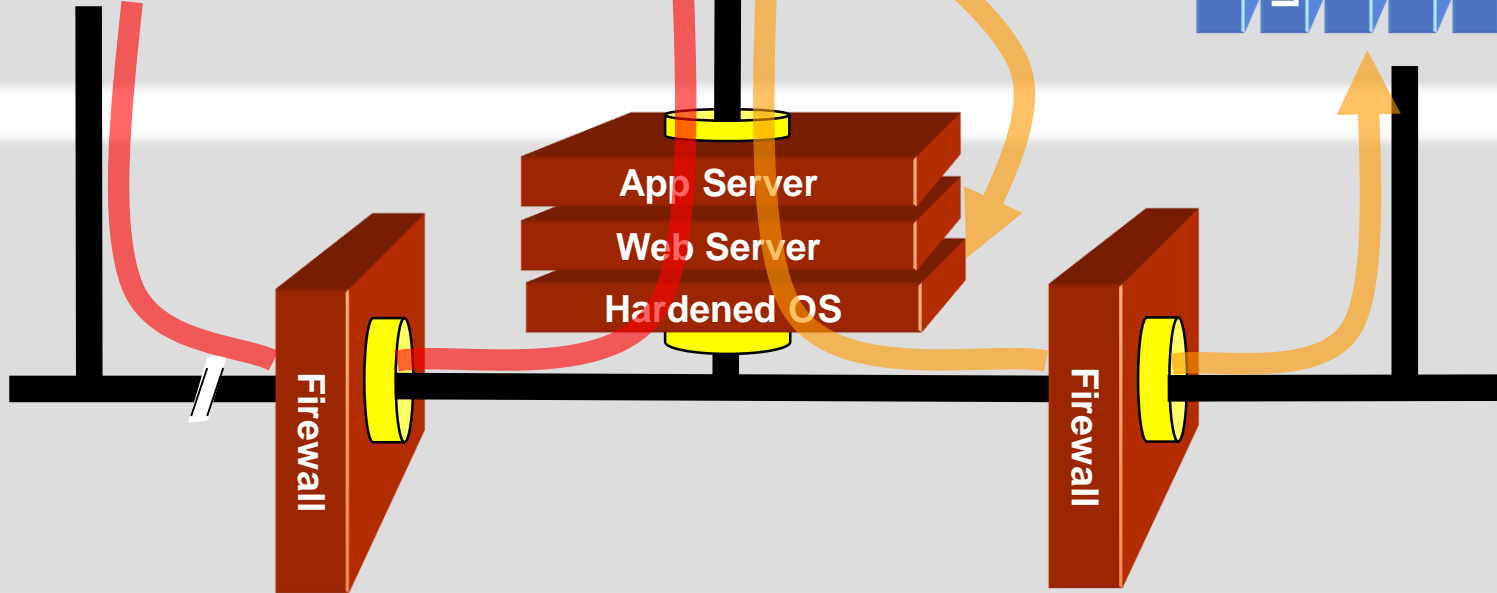 App Server
Web Server
Hardened OS
Firewall
Firewall